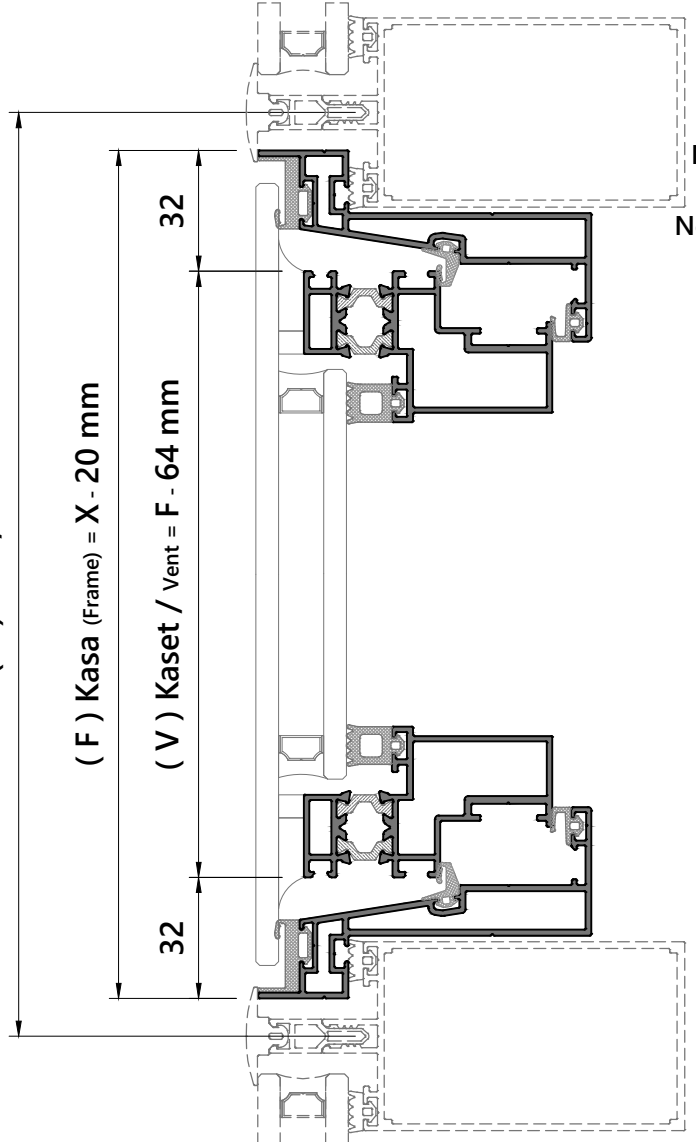 32
( F ) Kasa (Frame) = X - 20 mm
( V ) Kaset / Vent = F - 64 mm
32